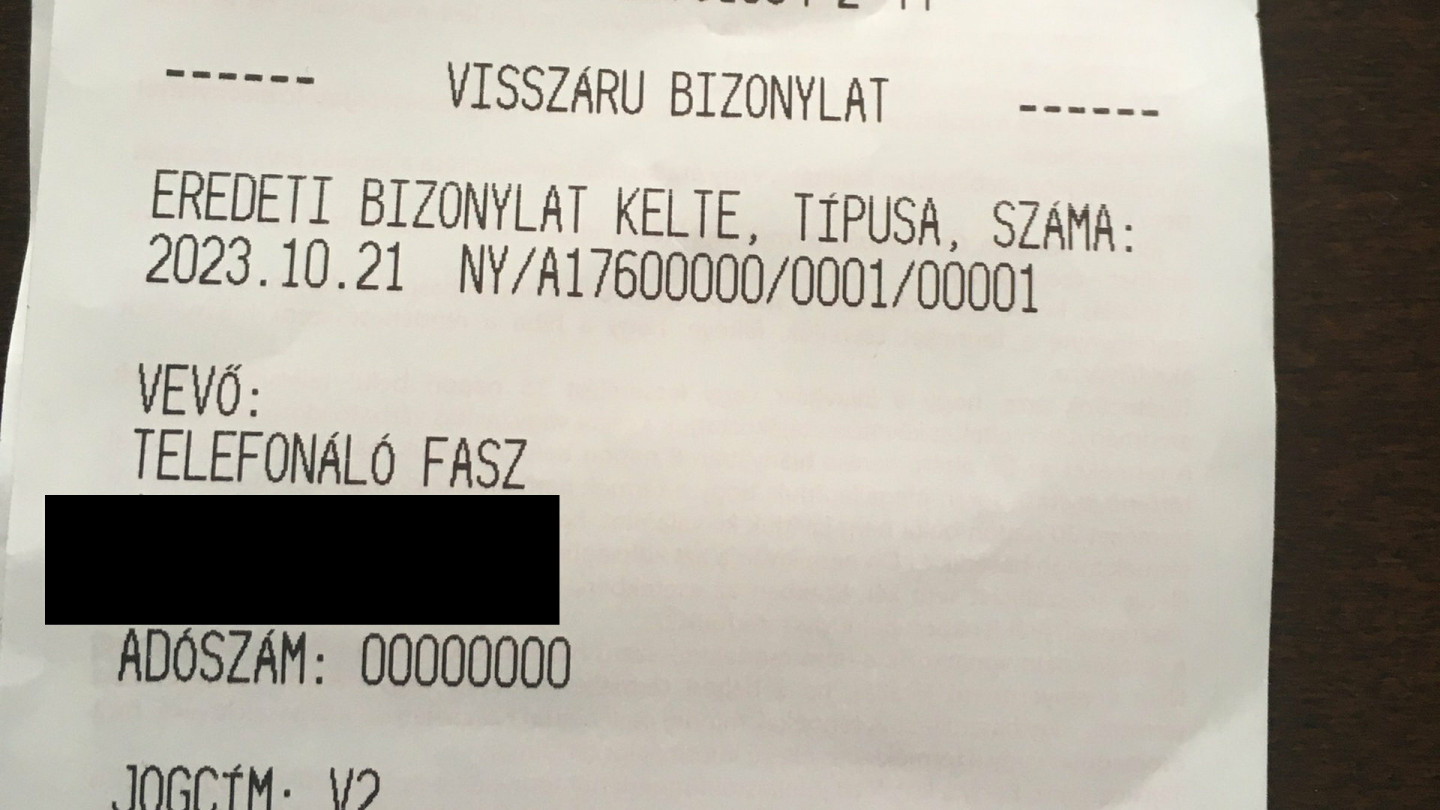 ------ VISSZÁRU BIZONYLAT ------
EREDETI BIZONYLAT KELTE, TÍPUSA, SZÁMA:
2023.10.21 NY/A17600000/0001/00001
VEVŐ:
TELEFONÁLÓ FASZ
ADÓSZÁM: 00000000
JOGCÍM: V2